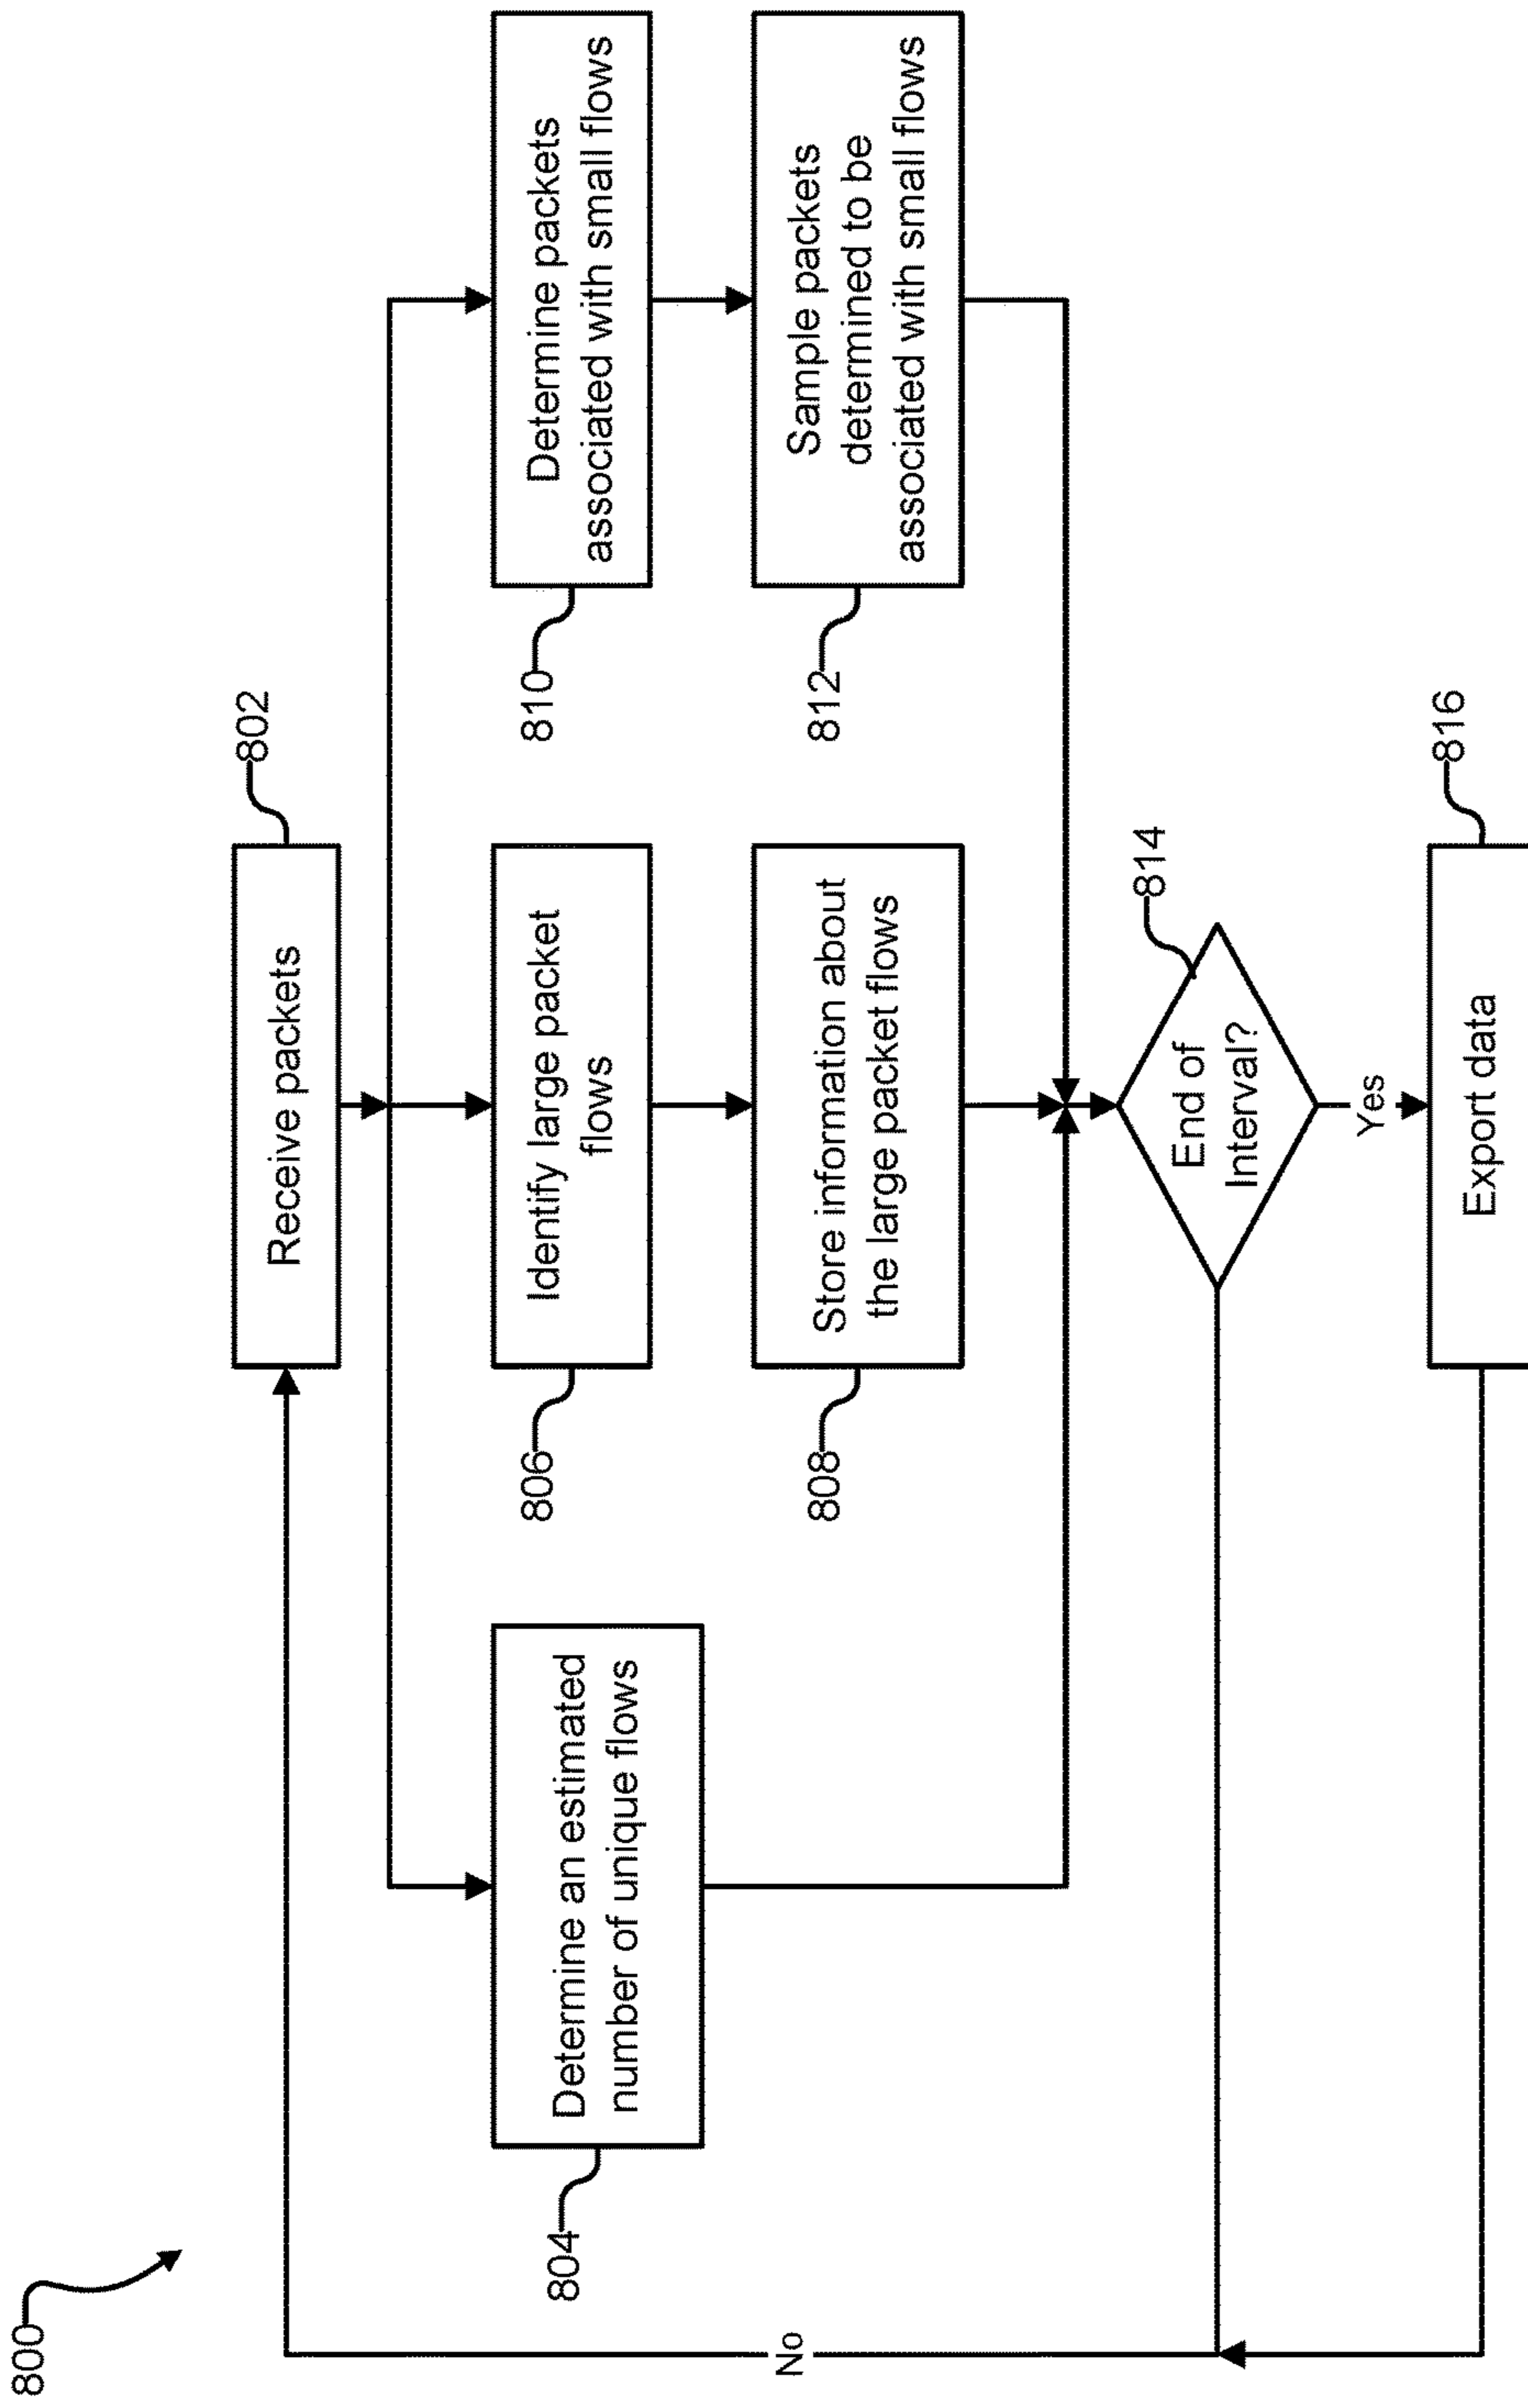 800
Receive packets
802
Determine an estimated
number of unique flows
804
Identify large packet
flows
806
Determine packets
associated with small flows
810
Store information about
the large packet flows
808
Sample packets
determined to be
associated with small flows
812
End of
Interval?
814
No
Yes
Export data
816